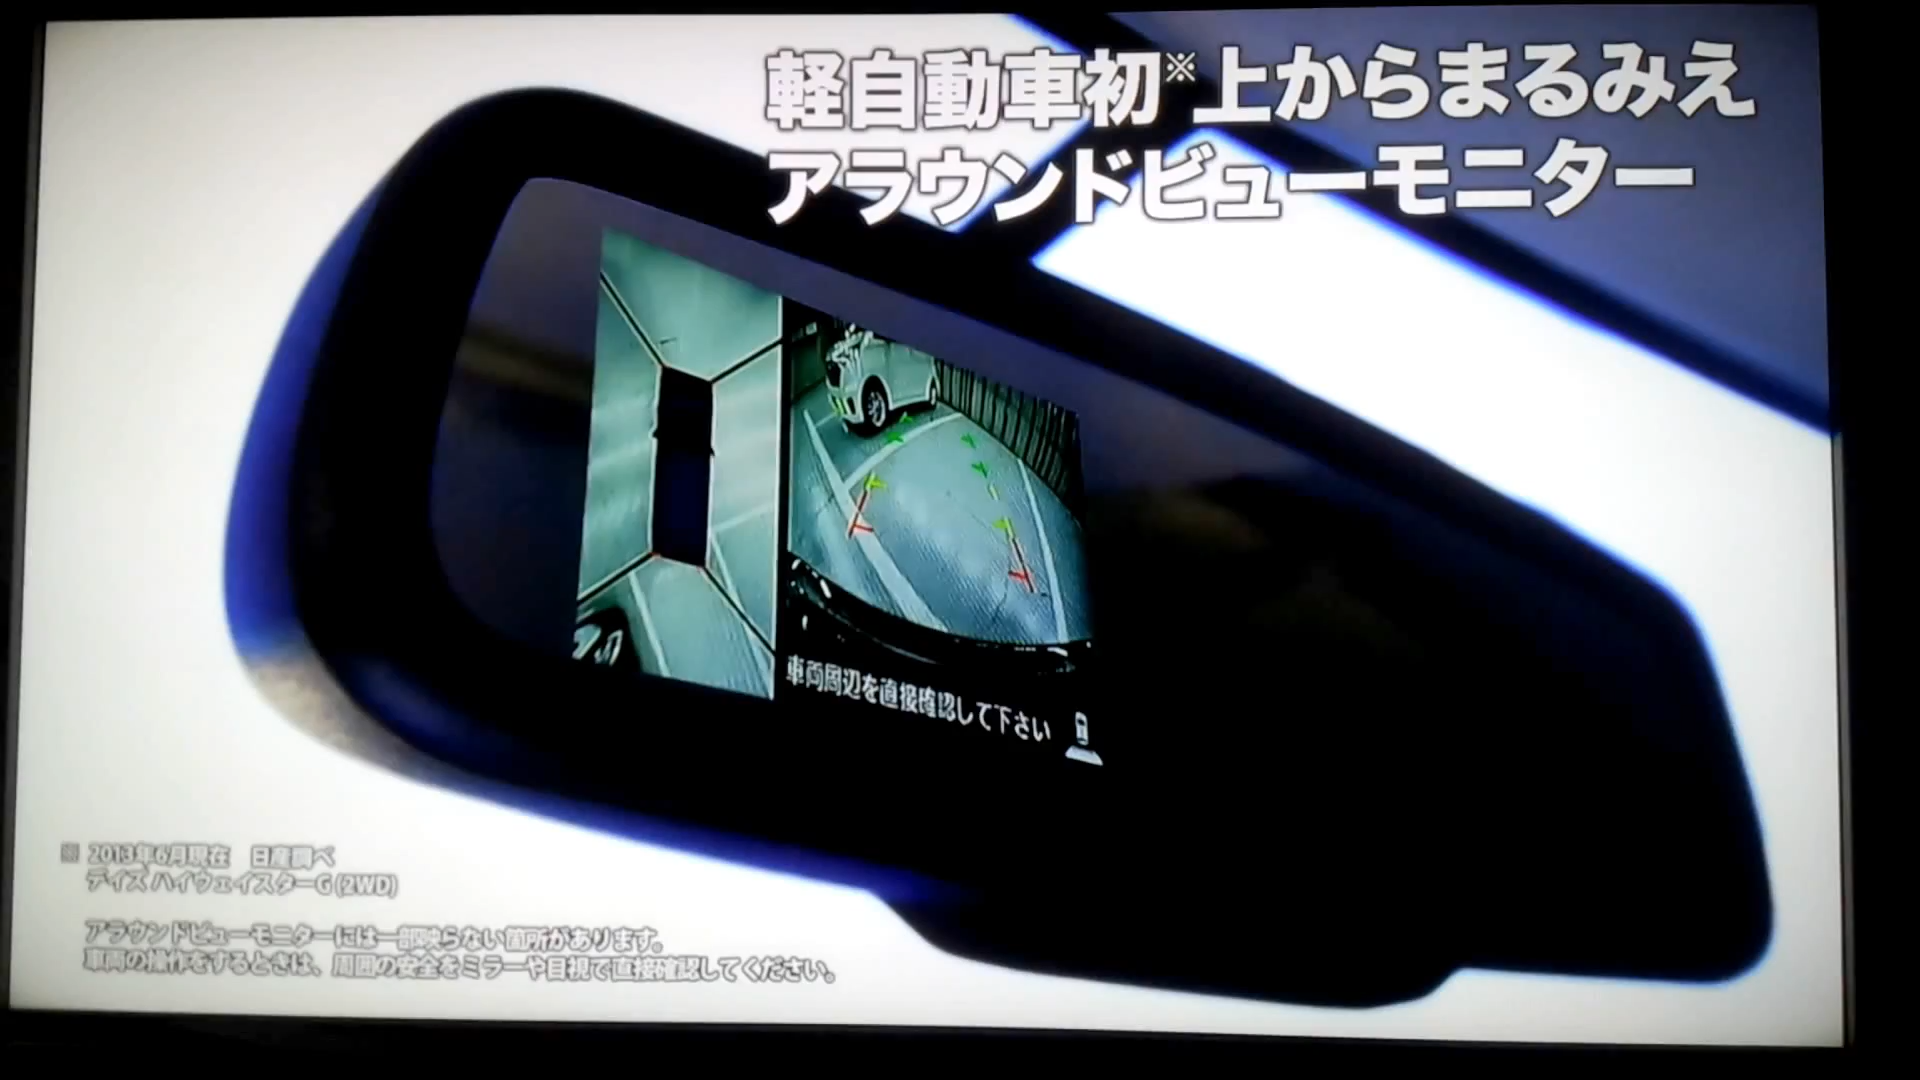 軽自動車初※上からまるみえ
アラウンドビューモニター
車両周辺を直接確認して下さい
※ 2013年6月現在 日産調べ
デイズ ハイウェイスターG (2WD)
アラウンドビューモニターには一部映らない箇所があります。
車両の操作をするときは、周囲の安全をミラーや目視で直接確認してください。